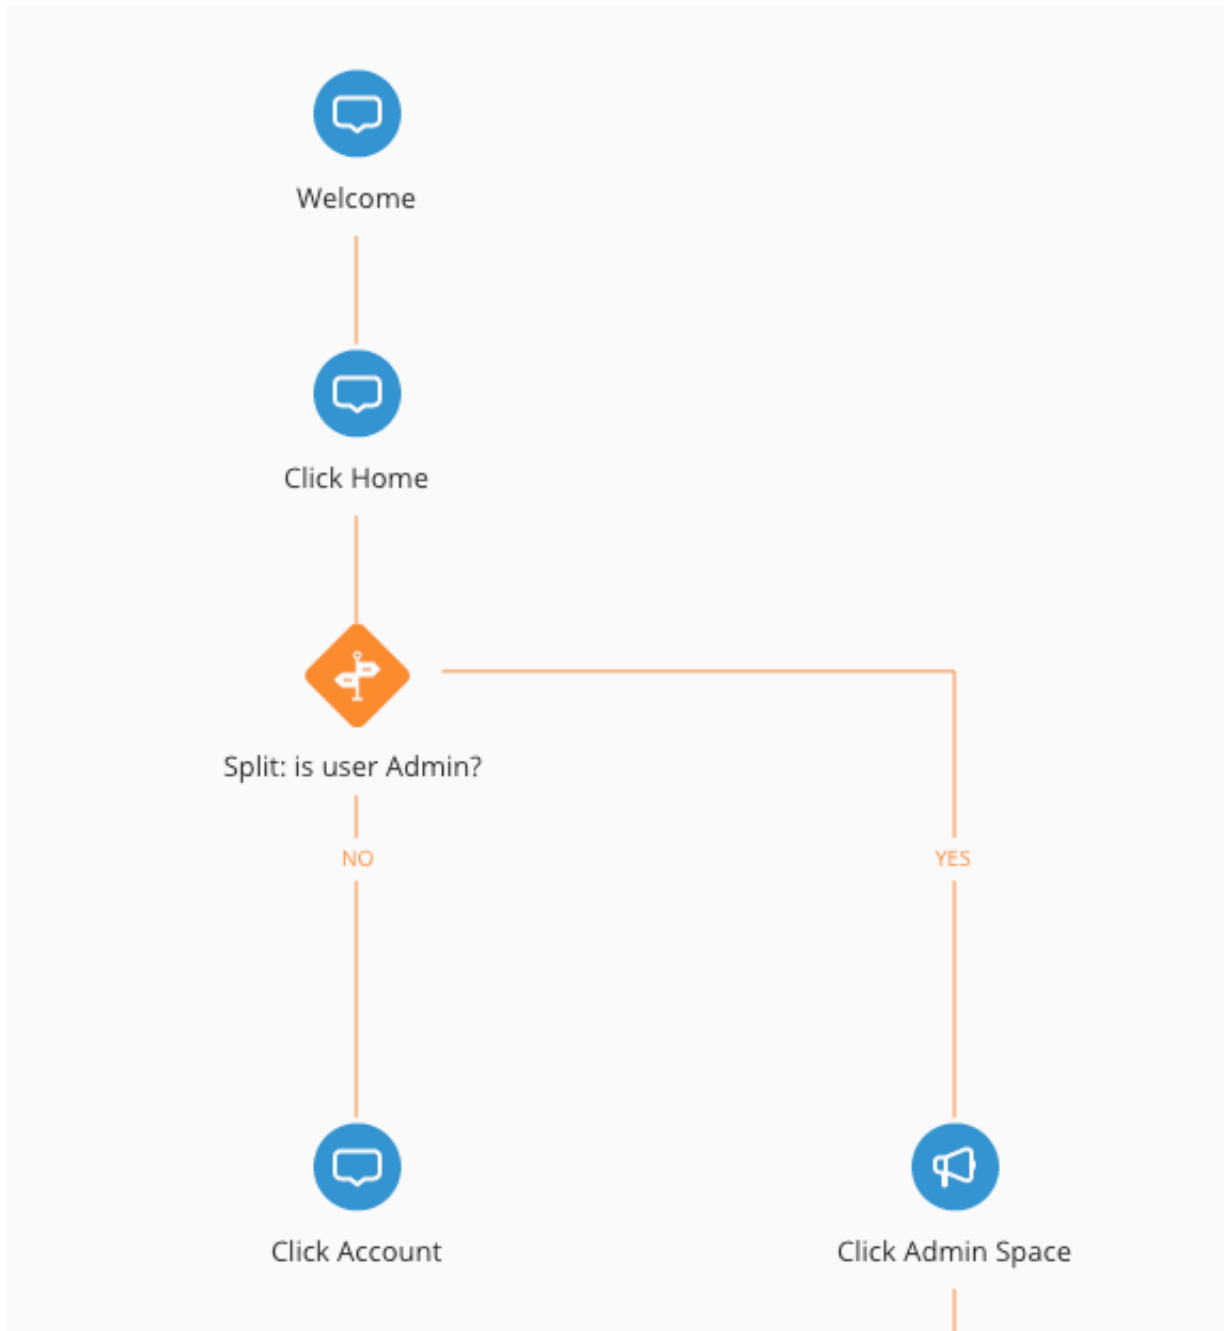 Welcome
Click Home
Split: is user Admin?
NO
YES
Click Account
Click Admin Space